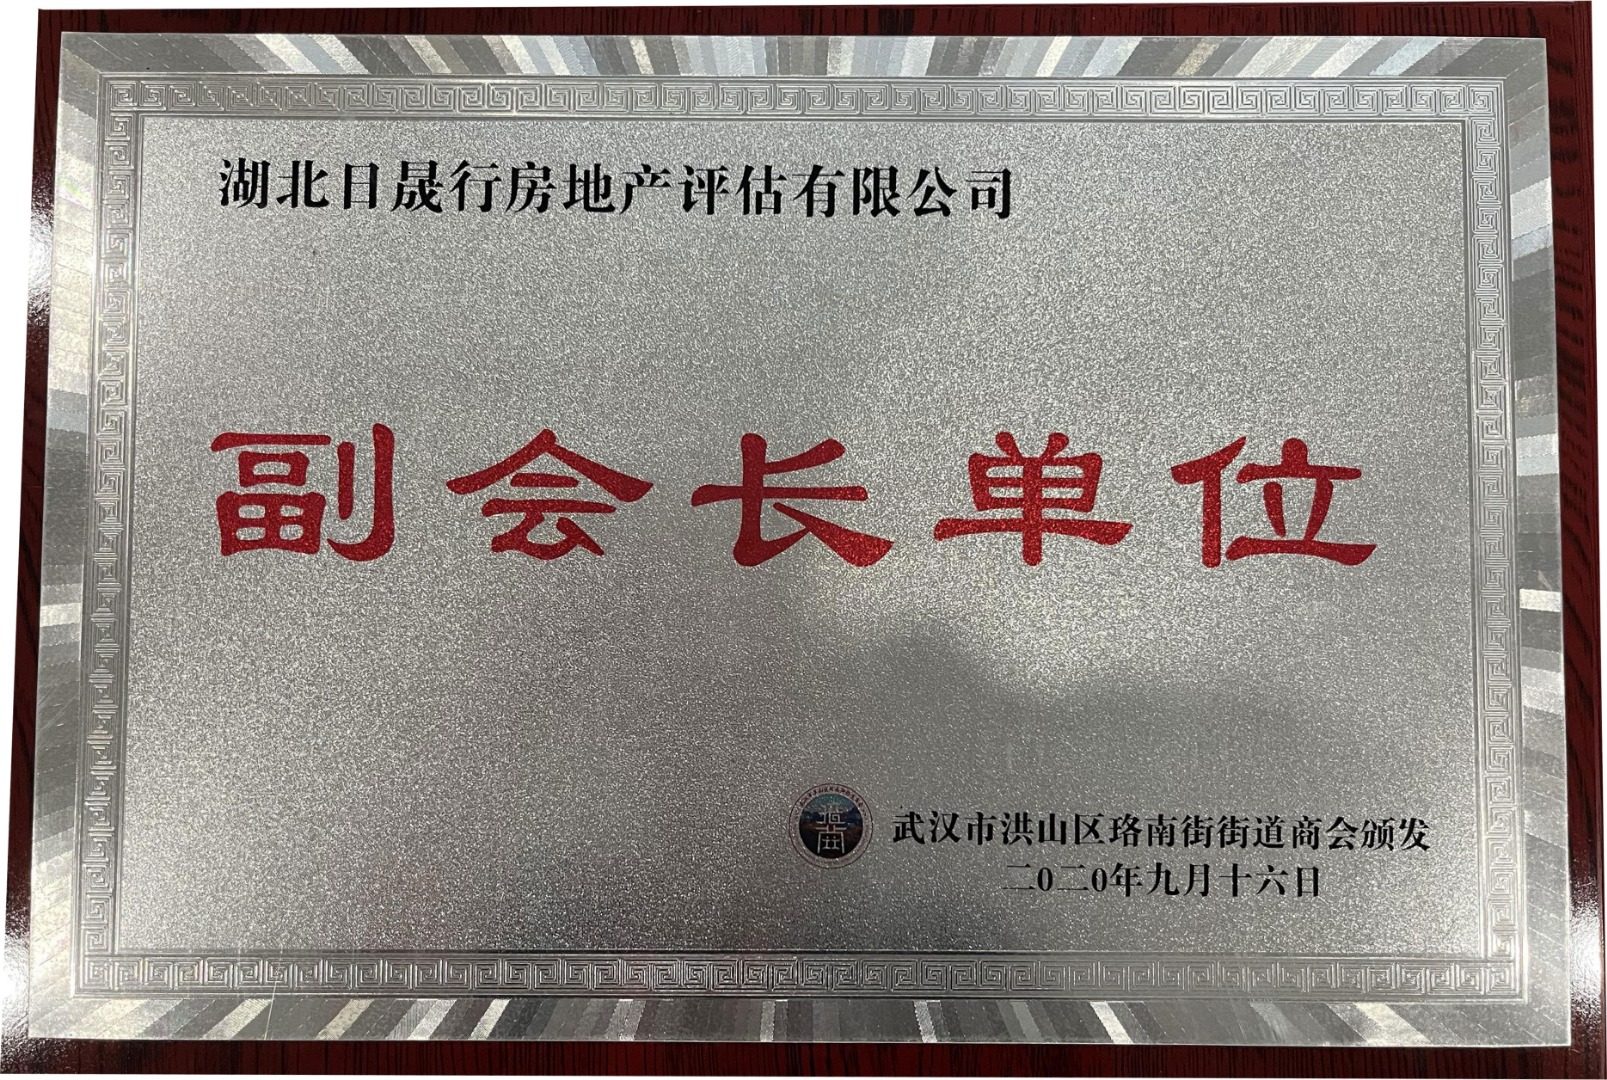 湖北日晟行房地产评估有限公司
副会长单位
武汉市洪山区珞南街街道商会颁发
二0二0年九月十六日